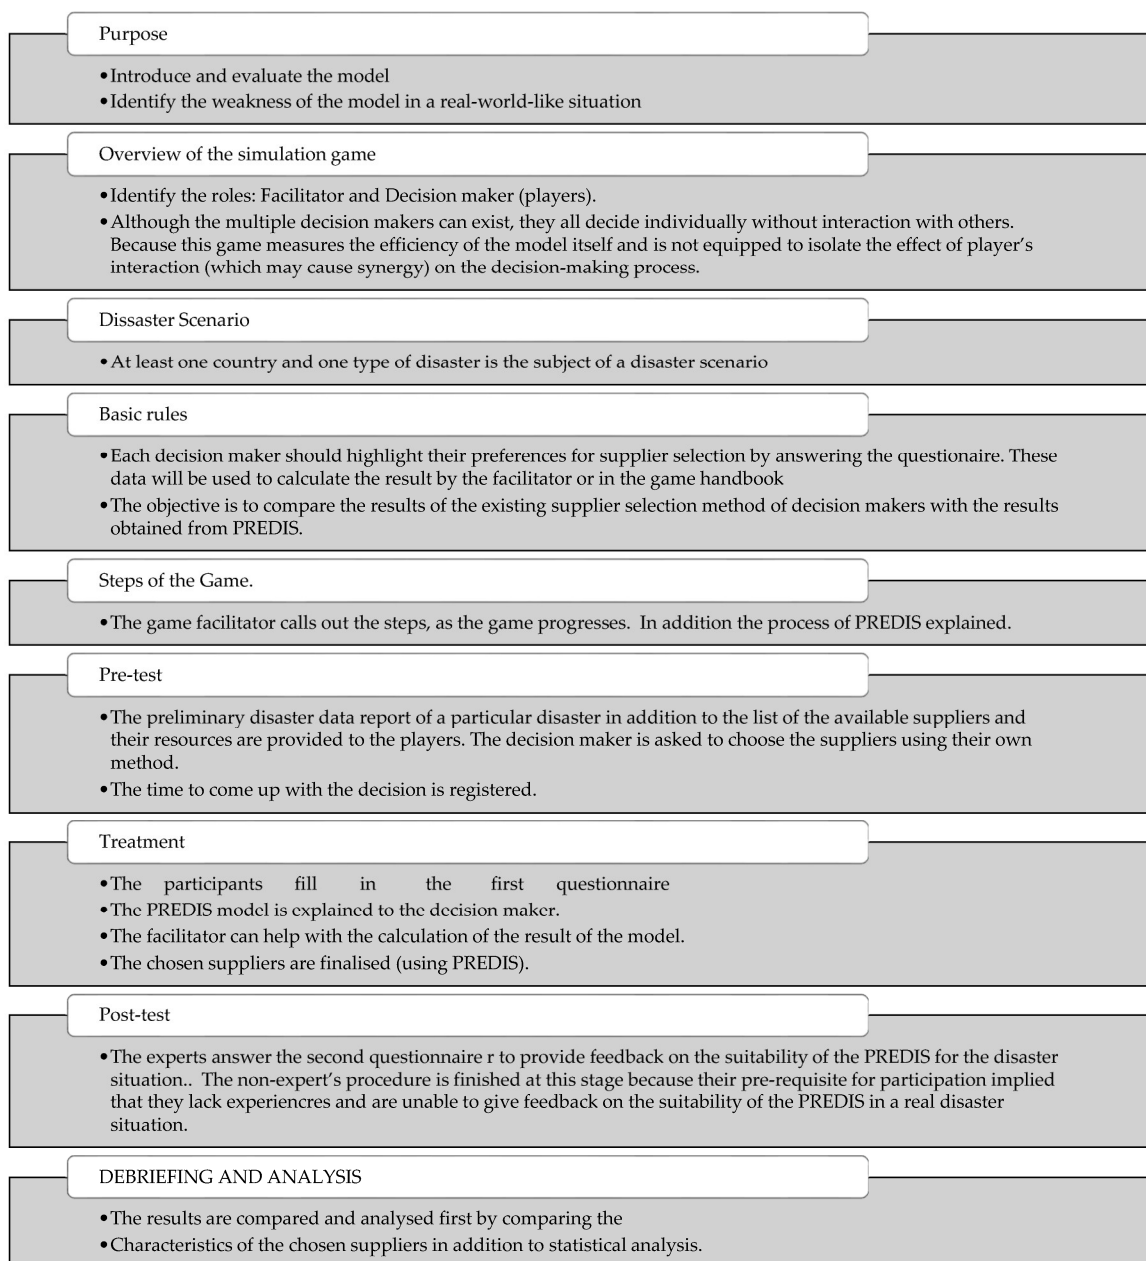 Purpose
•Introduce and evaluate the model
•Identify the weakness of the model in a real-world-like situation
Overview of the simulation game
•Identify the roles: Facilitator and Decision maker (players).
•Although the multiple decision makers can exist, they all decide individually without interaction with others.
Because this game measures the efficiency of the model itself and is not equipped to isolate the effect of player's
interaction (which may cause synergy) on the decision-making process.
Dissaster Scenario
•At least one country and one type of disaster is the subject of a disaster scenario
Basic rules
•Each decision maker should highlight their preferences for supplier selection by answering the questionaire. These
data will be used to calculate the result by the facilitator or in the game handbook
•The objective is to compare the results of the existing supplier selection method of decision makers with the results
obtained from PREDIS.
Steps of the Game.
•The game facilitator calls out the steps, as the game progresses. In addition the process of PREDIS explained.
Pre-test
•The preliminary disaster data report of a particular disaster in addition to the list of the available suppliers and
their resources are provided to the players. The decision maker is asked to choose the suppliers using their own
method.
•The time to come up with the decision is registered.
Treatment
•The participants fill in the first questionnaire
•The PREDIS model is explained to the decision maker.
•The facilitator can help with the calculation of the result of the model.
•The chosen suppliers are finalised (using PREDIS).
Post-test
•The experts answer the second questionnaire r to provide feedback on the suitability of the PREDIS for the disaster
situation.. The non-expert's procedure is finished at this stage because their pre-requisite for participation implied
that they lack experiencres and are unable to give feedback on the suitability of the PREDIS in a real disaster
situation.
DEBRIEFING AND ANALYSIS
•The results are compared and analysed first by comparing the
•Characteristics of the chosen suppliers in addition to statistical analysis.